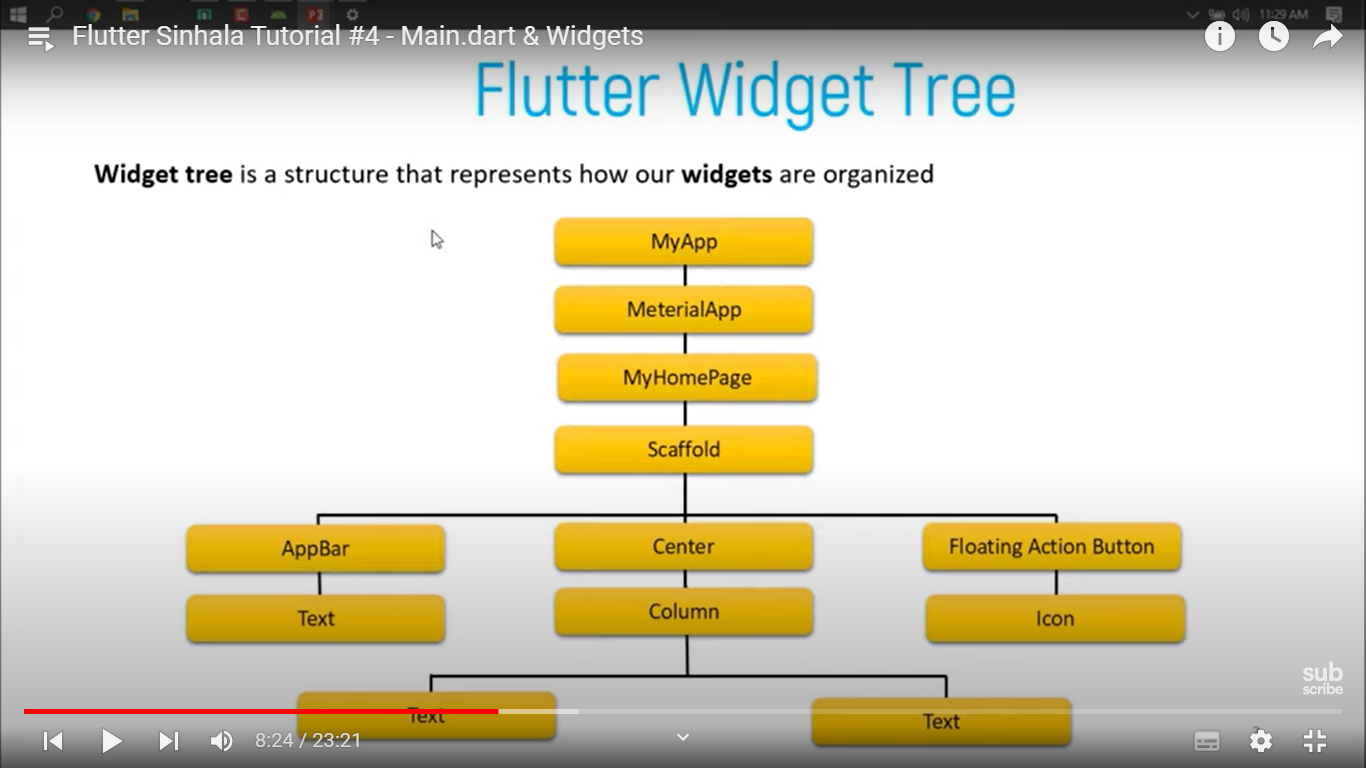 11:29 AM
Flutter Sinhala Tutorial #4 - Main.dart & Widgets
Flutter Widget Tree
Widget tree is a structure that represents how our widgets are organized
MyApp
MeterialApp
MyHomePage
Scaffold
AppBar Center Floating Action Button
Text Column Icon
Text Text
sub
scribe
8:24 / 23:21